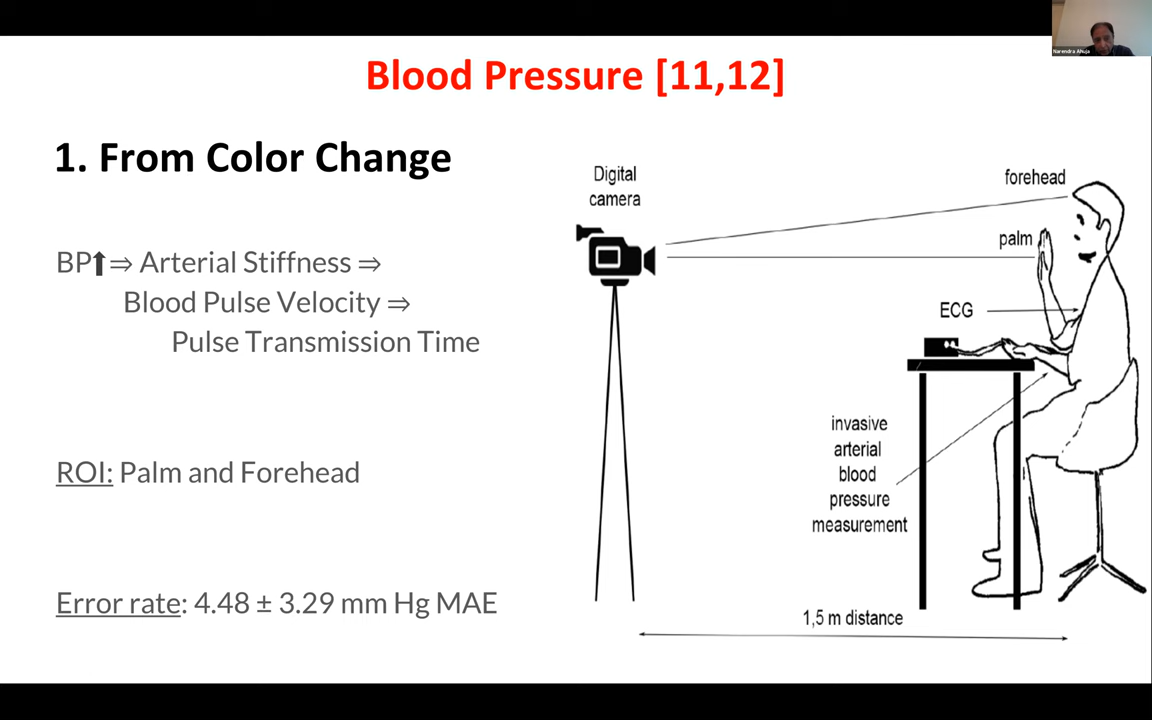 Narendra Ahuja
Blood Pressure [11,12]
1. From Color Change
BP⬆⇒ Arterial Stiffness ⇒
Blood Pulse Velocity ⇒
Pulse Transmission Time
ROI: Palm and Forehead
Error rate: 4.48 ± 3.29 mm Hg MAE
Digital
camera
forehead
palm
ECG
invasive
arterial
blood
pressure
measurement
1,5 m distance